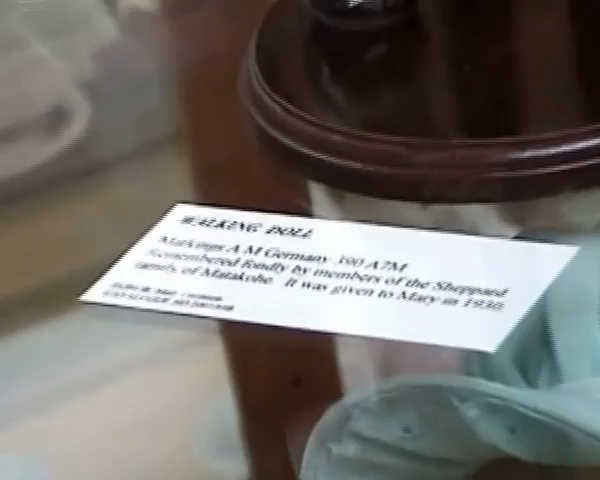 WALKING DOLL
Markings A M Germany 390 A7M
Remembered fondly by members of the Sheppard
family of Matakohe. It was given to Mary in 1936